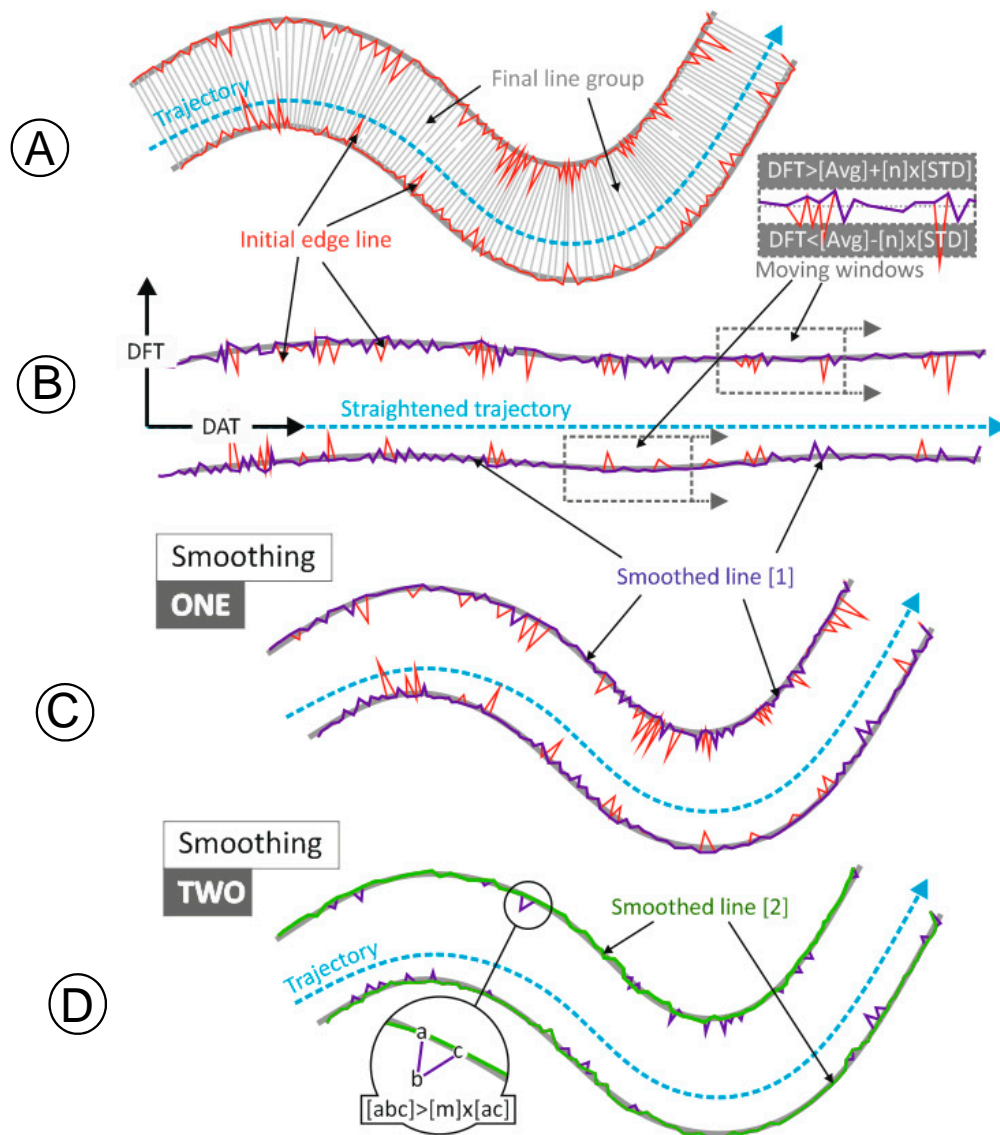 A
Trajectory
Final line group
Initial edge line
DFT>[Avg]+[n]x[STD]
DFT<[Avg]-[n]x[STD]
Moving windows
B
DFT
DAT
Straightened trajectory
Smoothing
ONE
Smoothed line [1]
C
Smoothing
TWO
Smoothed line [2]
D
Trajectory
a
c
b
[abc]>[m]x[ac]